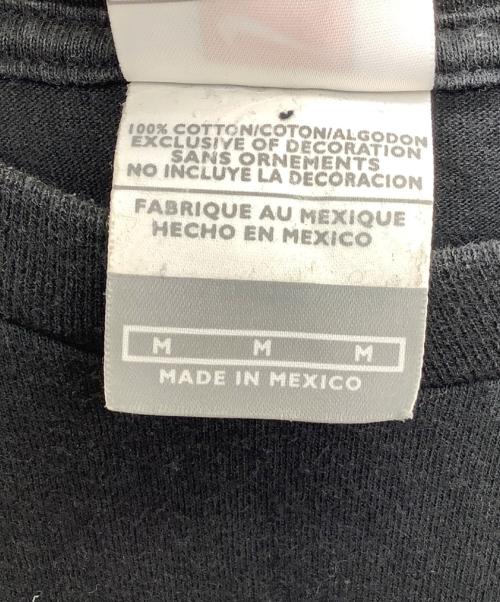 100% COTTON/COTON/ALGODON
EXCLUSIVE OF DECORATION
SANS ORNEMENTS
NO INCLUYE LA DECORACION
FABRIQUE AU MEXIQUE
HECHO EN MEXICO
M M M
MADE IN MEXICO